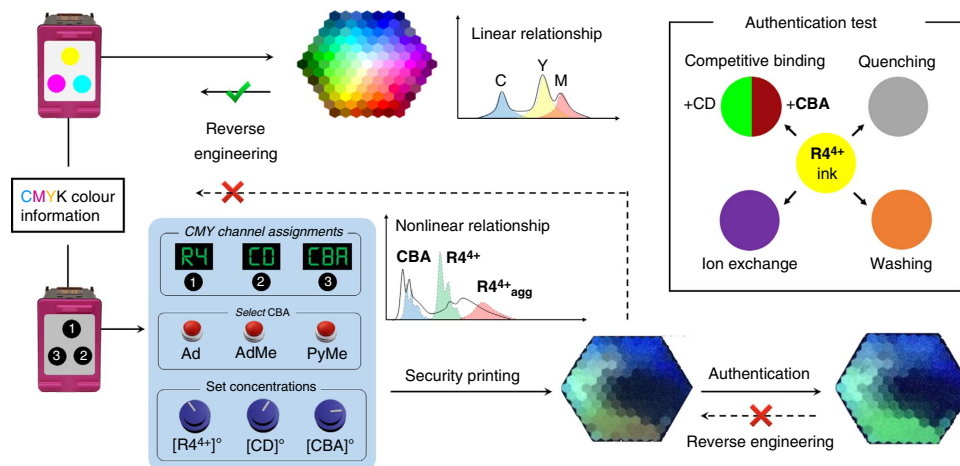 Linear relationship
C
Y
M
Reverse
engineering
Authentication test
Competitive binding
Quenching
+CD
+CBA
R4⁴⁺
ink
Ion exchange
Washing
CMYK colour
information
CMY channel assignments
R4
CD
CBA
1
2
3
Select CBA
Ad
AdMe
PyMe
Set concentrations
[R4⁴⁺]°
[CD]°
[CBA]°
Nonlinear relationship
CBA
R4⁴⁺
R4⁴⁺agg
1
3
2
Security printing
Authentication
Reverse engineering